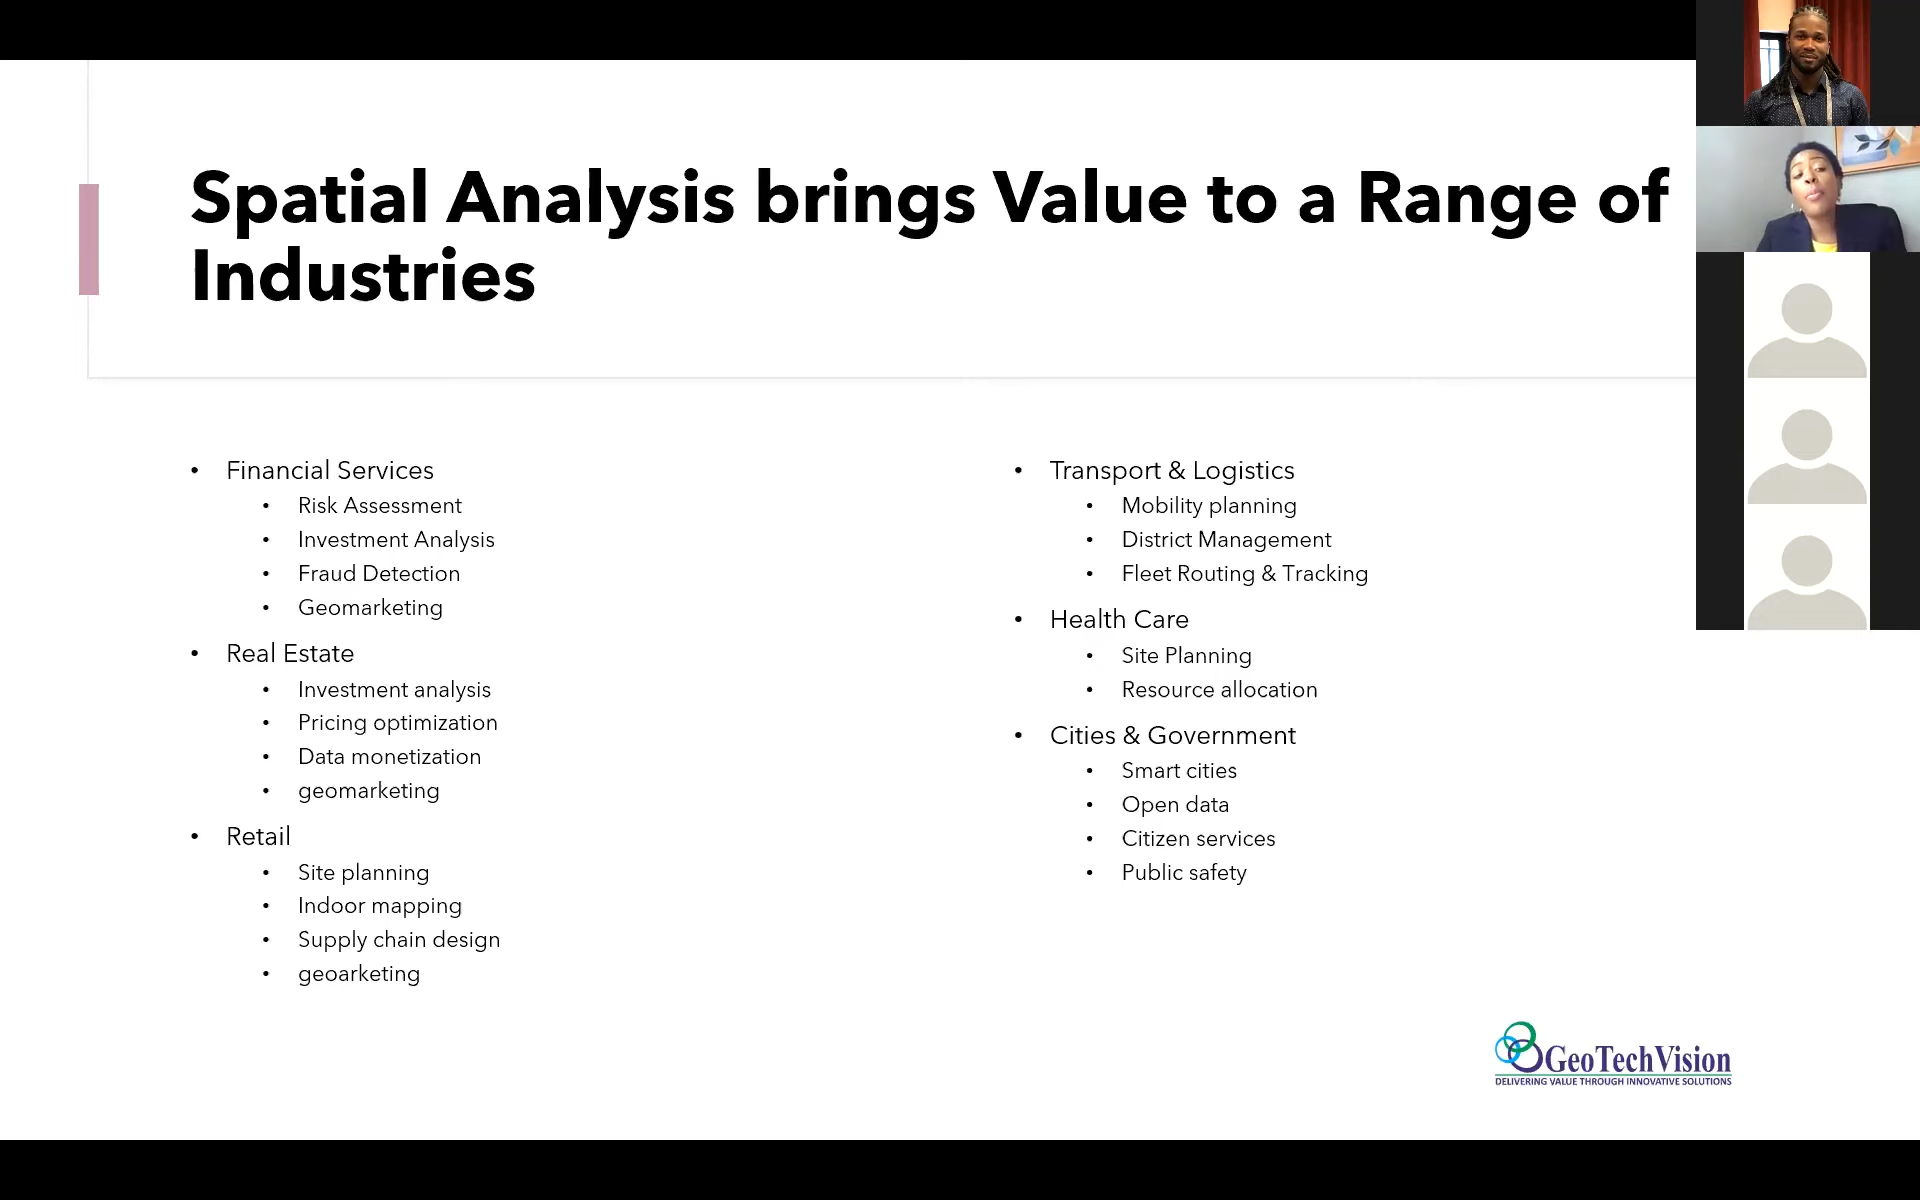 Spatial Analysis brings Value to a Range of
Industries
Financial Services
Risk Assessment
Investment Analysis
Fraud Detection
Geomarketing
Real Estate
Investment analysis
Pricing optimization
Data monetization
geomarketing
Retail
Site planning
Indoor mapping
Supply chain design
geoarketing
Transport & Logistics
Mobility planning
District Management
Fleet Routing & Tracking
Health Care
Site Planning
Resource allocation
Cities & Government
Smart cities
Open data
Citizen services
Public safety
GeoTechVision
DELIVERING VALUE THROUGH INNOVATIVE SOLUTIONS